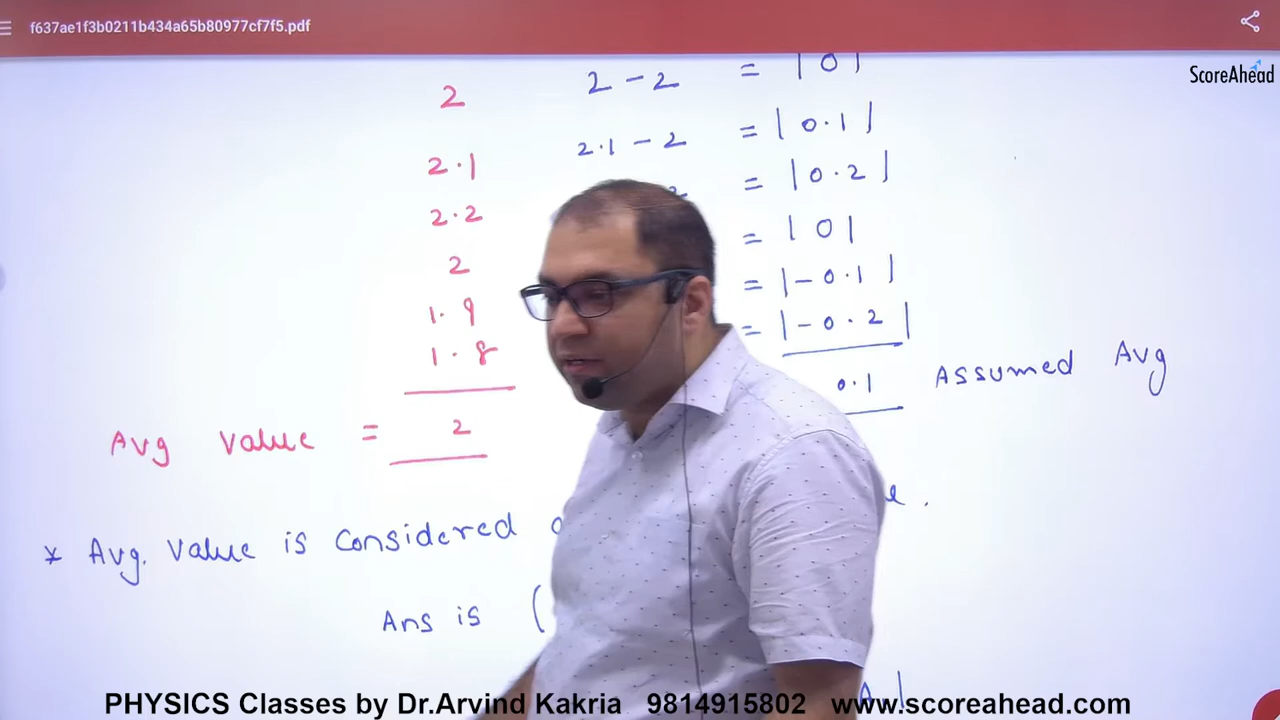 f637ae1f3b0211b434a65b80977cf7f5.pdf
ScoreAhead
2 2 - 2 = |0|
2.1 2.1 - 2 = |0.1|
2.2 2 = |0.2|
2 = |0|
1.9 = |-0.1|
1.8 = |-0.2|
0.1 Assumed Avg
Avg value = 2
* Avg. Value is considered
Ans is (
PHYSICS Classes by Dr.Arvind Kakria 9814915802 www.scoreahead.com